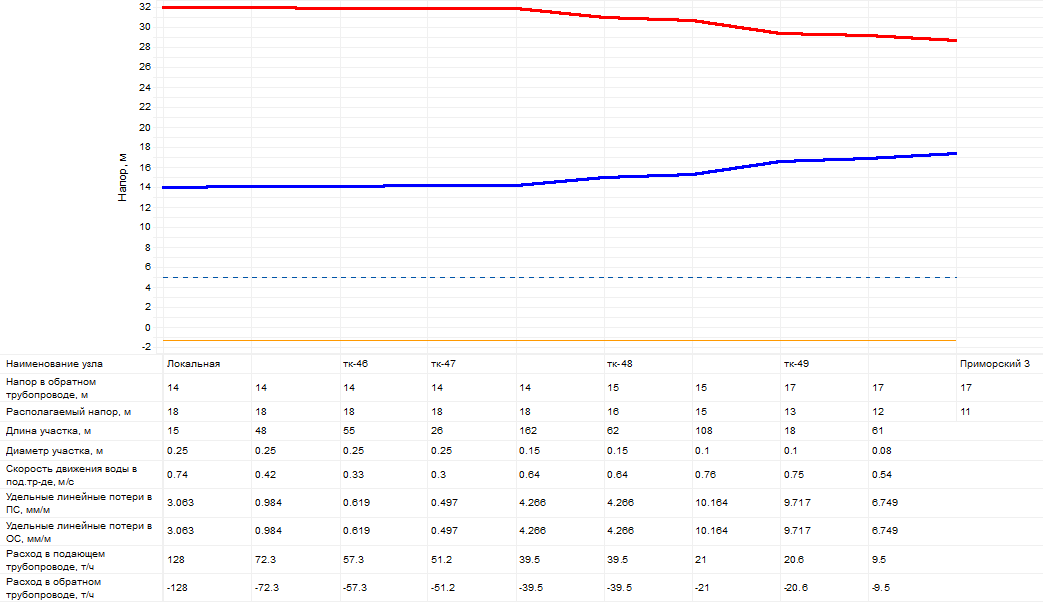 32
30
28
26
24
22
20
18
16
14
12
10
8
6
4
2
0
-2
Напор, м
Наименование узла Локальная тк-46 тк-47 тк-48 тк-49 Приморский 3
Напор в обратном
трубопроводе, м 14 14 14 14 14 15 15 17 17 17
Располагаемый напор, м 18 18 18 18 18 16 15 13 12 11
Длина участка, м 15 48 55 26 162 62 108 18 61
Диаметр участка, м 0.25 0.25 0.25 0.25 0.15 0.15 0.1 0.1 0.08
Скорость движения воды в
под.тр-де, м/с 0.74 0.42 0.33 0.3 0.64 0.64 0.76 0.75 0.54
Удельные линейные потери в
ПС, мм/м 3.063 0.984 0.619 0.497 4.266 4.266 10.164 9.717 6.749
Удельные линейные потери в
ОС, мм/м 3.063 0.984 0.619 0.497 4.266 4.266 10.164 9.717 6.749
Расход в подающем
трубопроводе, т/ч 128 72.3 57.3 51.2 39.5 39.5 21 20.6 9.5
Расход в обратном
трубопроводе, т/ч -128 -72.3 -57.3 -51.2 -39.5 -39.5 -21 -20.6 -9.5